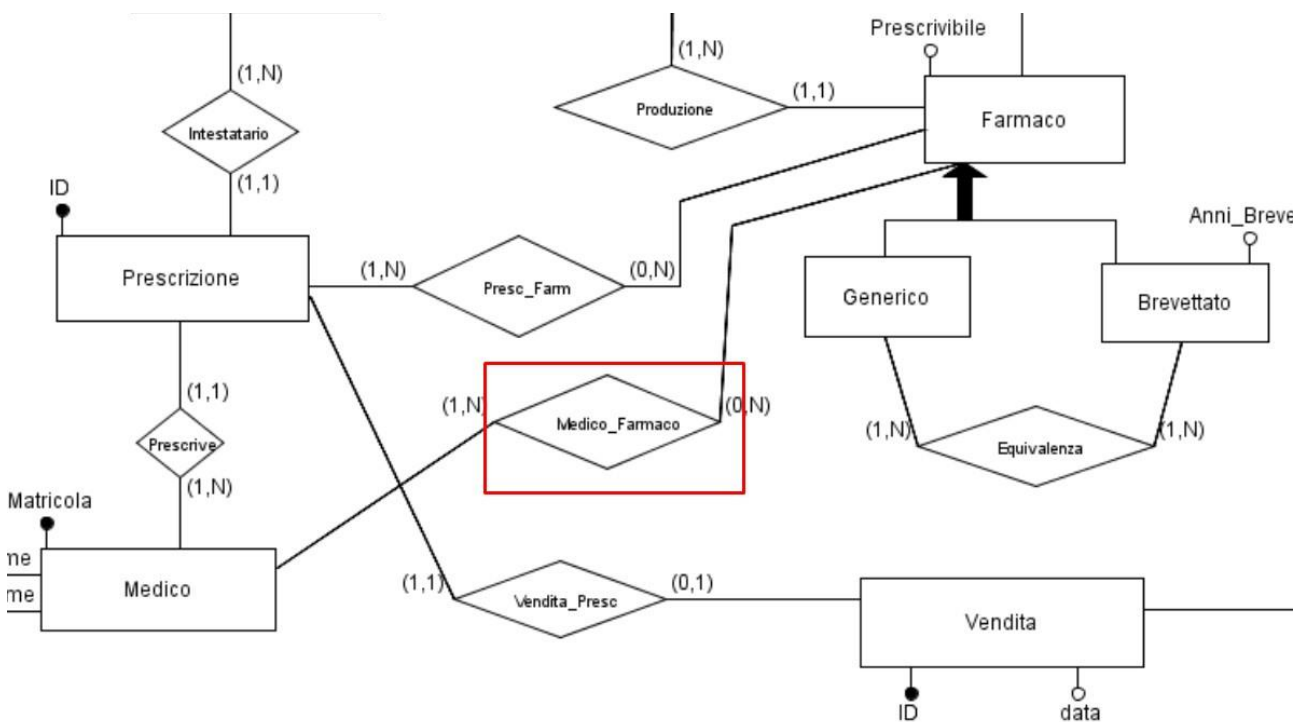 Prescrivibile
(1,N)
(1,N)
Intestatario
Produzione
(1,1)
Farmaco
(1,1)
ID
Prescrizione
(1,N)
Presc_Farm
(0,N)
Anni_Breve
Generico
Brevettato
(1,1)
(1,N)
Medico_Farmaco
(0,N)
Prescrive
(1,N)
Equivalenza
(1,N)
(1,N)
Matricola
me
me
Medico
(1,1)
Vendita_Presc
(0,1)
Vendita
ID
data